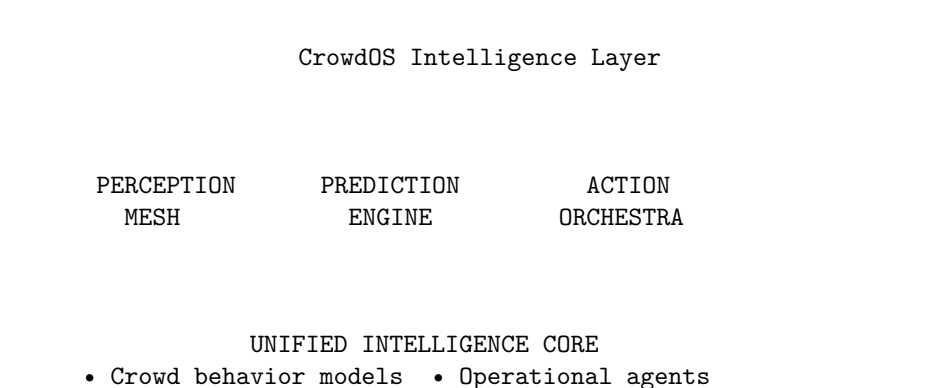 CrowdOS Intelligence Layer
PERCEPTION PREDICTION ACTION
MESH ENGINE ORCHESTRA
UNIFIED INTELLIGENCE CORE
• Crowd behavior models • Operational agents